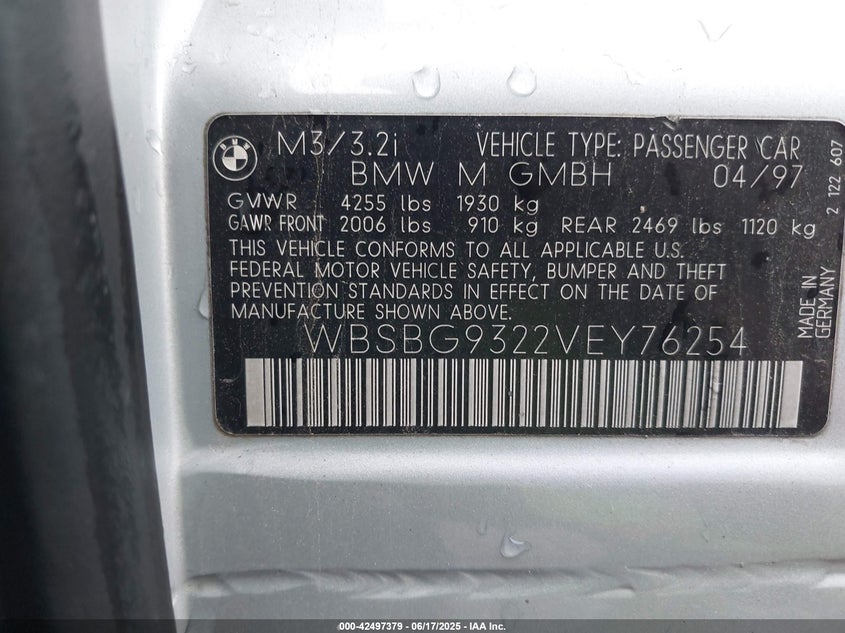 BMW
M3/3.2i VEHICLE TYPE: PASSENGER CAR
BMW M GMBH 04/97
GMWR 4255 lbs 1930 kg
GAWR FRONT 2006 lbs 910 kg REAR 2469 lbs 1120 kg
THIS VEHICLE CONFORMS TO ALL APPLICABLE U.S.
FEDERAL MOTOR VEHICLE SAFETY, BUMPER AND THEFT
PREVENTION STANDARDS IN EFFECT ON THE DATE OF
MANUFACTURE SHOWN ABOVE.
WBSBG9322VEY76254
2 122 607
MADE IN
GERMANY
000-42497379 - 06/17/2025 - IAA Inc.